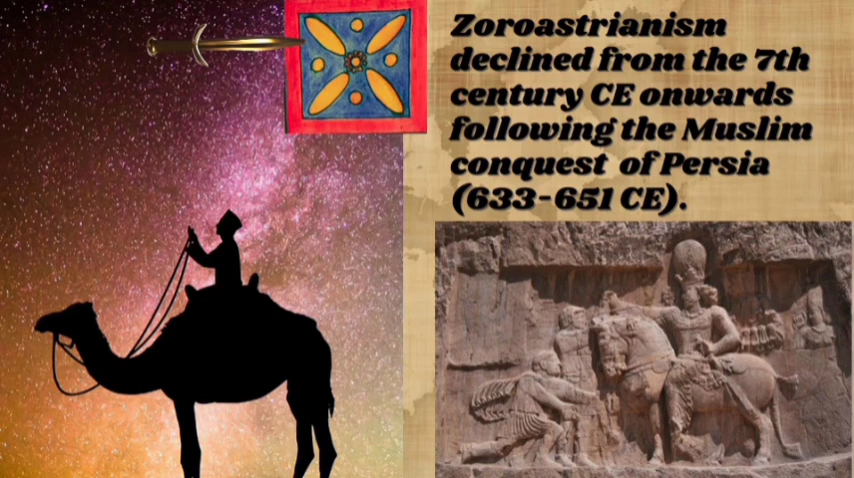 Zoroastrianism
declined from the 7th
century CE onwards
following the Muslim
conquest of Persia
(633-651 CE).